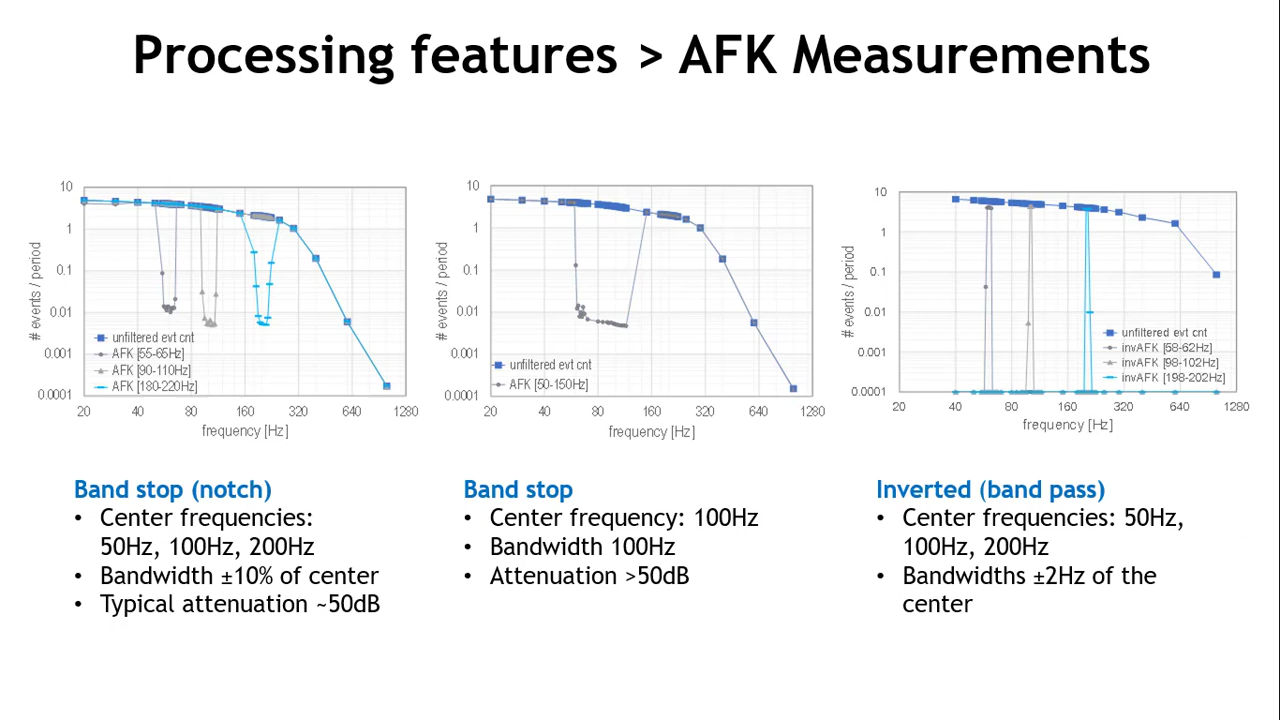 Processing features > AFK Measurements
10
1
0.1
0.01
0.001
0.0001
# events / period
unfiltered evt cnt
AFK [55-65Hz]
AFK [90-110Hz]
AFK [180-220Hz]
20 40 80 160 320 640 1280
frequency [Hz]
10
1
0.1
0.01
0.001
0.0001
# events / period
unfiltered evt cnt
AFK [50-150Hz]
20 40 80 160 320 640 1280
frequency [Hz]
10
1
0.1
0.01
0.001
0.0001
# events / period
unfiltered evt cnt
invAFK [58-62Hz]
invAFK [98-102Hz]
invAFK [198-202Hz]
20 40 80 160 320 640 1280
frequency [Hz]
Band stop (notch)
• Center frequencies:
50Hz, 100Hz, 200Hz
• Bandwidth ±10% of center
• Typical attenuation ~50dB
Band stop
• Center frequency: 100Hz
• Bandwidth 100Hz
• Attenuation >50dB
Inverted (band pass)
• Center frequencies: 50Hz,
100Hz, 200Hz
• Bandwidths ±2Hz of the
center